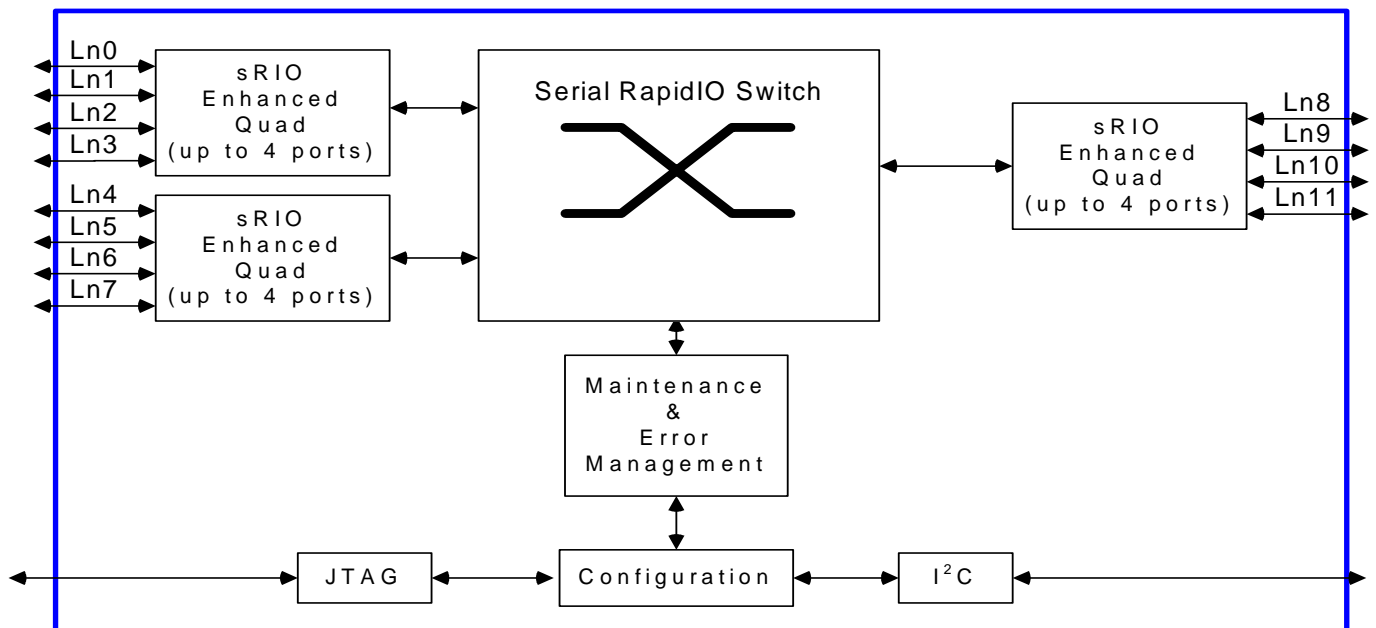 Ln0
Ln1
Ln2
Ln3
sRIO
Enhanced
Quad
(up to 4 ports)
Ln4
Ln5
Ln6
Ln7
sRIO
Enhanced
Quad
(up to 4 ports)
Serial RapidIO Switch
sRIO
Enhanced
Quad
(up to 4 ports)
Ln8
Ln9
Ln10
Ln11
Maintenance
&
Error
Management
JTAG
Configuration
I²C